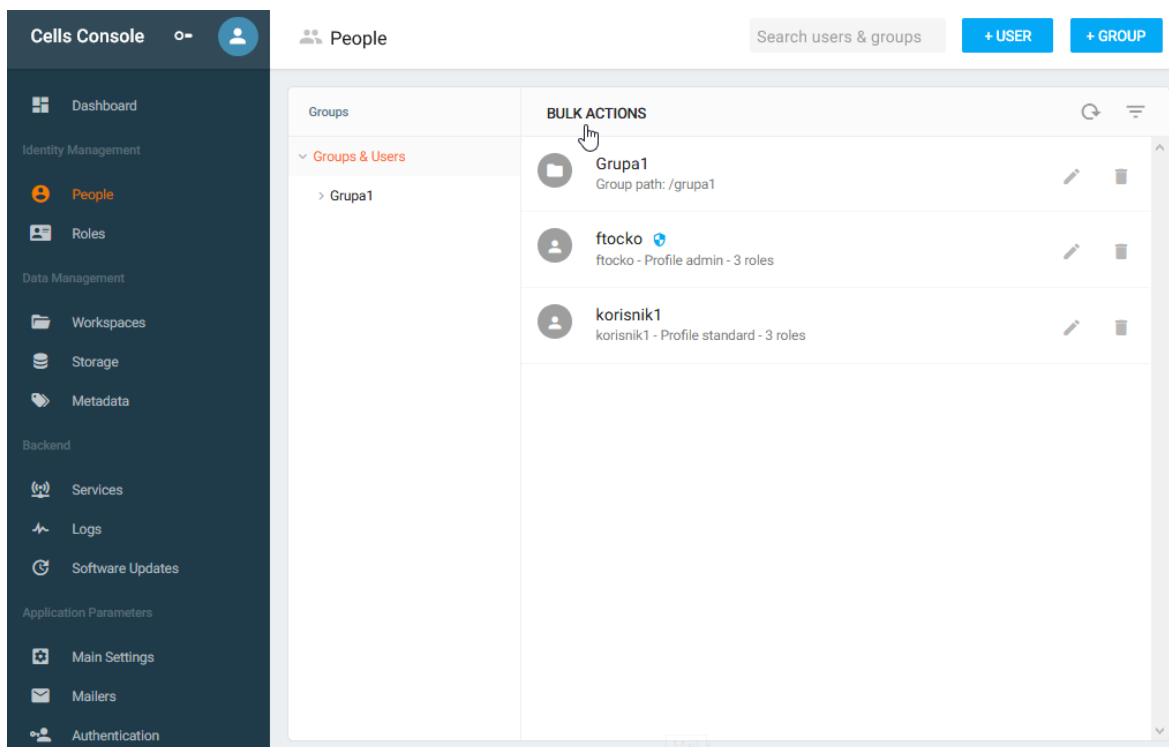 Cells Console
People
Search users & groups
+ USER
+ GROUP
Dashboard
Identity Management
People
Roles
Data Management
Workspaces
Storage
Metadata
Backend
Services
Logs
Software Updates
Application Parameters
Main Settings
Mailers
Authentication
Groups
Groups & Users
Grupa1
BULK ACTIONS
Grupa1
Group path: /grupa1
ftocko
ftocko - Profile admin - 3 roles
korisnik1
korisnik1 - Profile standard - 3 roles